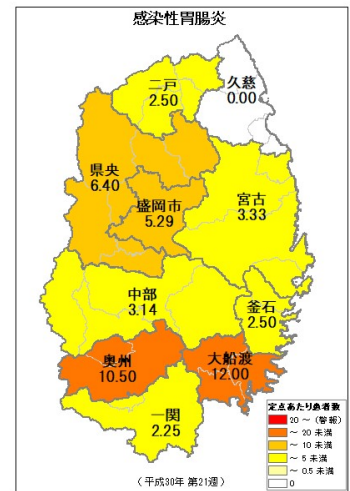 感染性胃腸炎
二戸
2.50
久慈
0.00
県央
6.40
盛岡市
5.29
宮古
3.33
中部
3.14
釜石
2.50
奥州
10.50
大船渡
12.00
一関
2.25
定点あたり患者数
20 ～ (警報)
～ 20 未満
～ 10 未満
～ 5 未満
～ 0.5 未満
0
(平成30年 第21週)